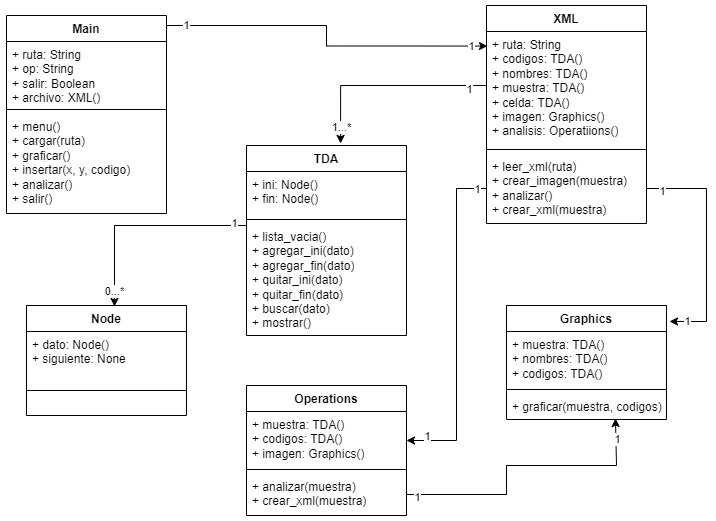 Main
+ ruta: String
+ op: String
+ salir: Boolean
+ archivo: XML()
+ menu()
+ cargar(ruta)
+ graficar()
+ insertar(x, y, codigo)
+ analizar()
+ salir()
1
1
XML
+ ruta: String
+ codigos: TDA()
+ nombres: TDA()
+ muestra: TDA()
+ celda: TDA()
+ imagen: Graphics()
+ analisis: Operatiions()
+ leer_xml(ruta)
+ crear_imagen(muestra)
+ analizar()
+ crear_xml(muestra)
1
1...*
1
1
TDA
+ ini: Node()
+ fin: Node()
+ lista_vacia()
+ agregar_ini(dato)
+ agregar_fin(dato)
+ quitar_ini(dato)
+ quitar_fin(dato)
+ buscar(dato)
+ mostrar()
1
0...*
Node
+ dato: Node()
+ siguiente: None
Graphics
+ muestra: TDA()
+ nombres: TDA()
+ codigos: TDA()
+ graficar(muestra, codigos)
1
Operations
+ muestra: TDA()
+ codigos: TDA()
+ imagen: Graphics()
+ analizar(muestra)
+ crear_xml(muestra)
1
1
1